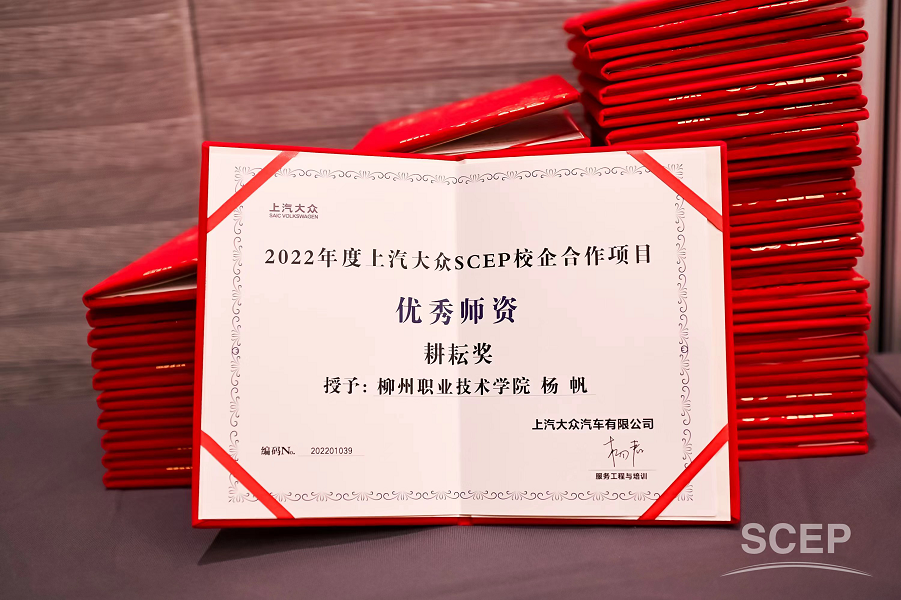 上汽大众
SAIC VOLKSWAGEN
2022年度上汽大众SCEP校企合作项目
优秀师资
耕耘奖
授予: 柳州职业技术学院 杨 帆
上汽大众汽车有限公司
编码No. 202201039
服务工程与培训
SCEP